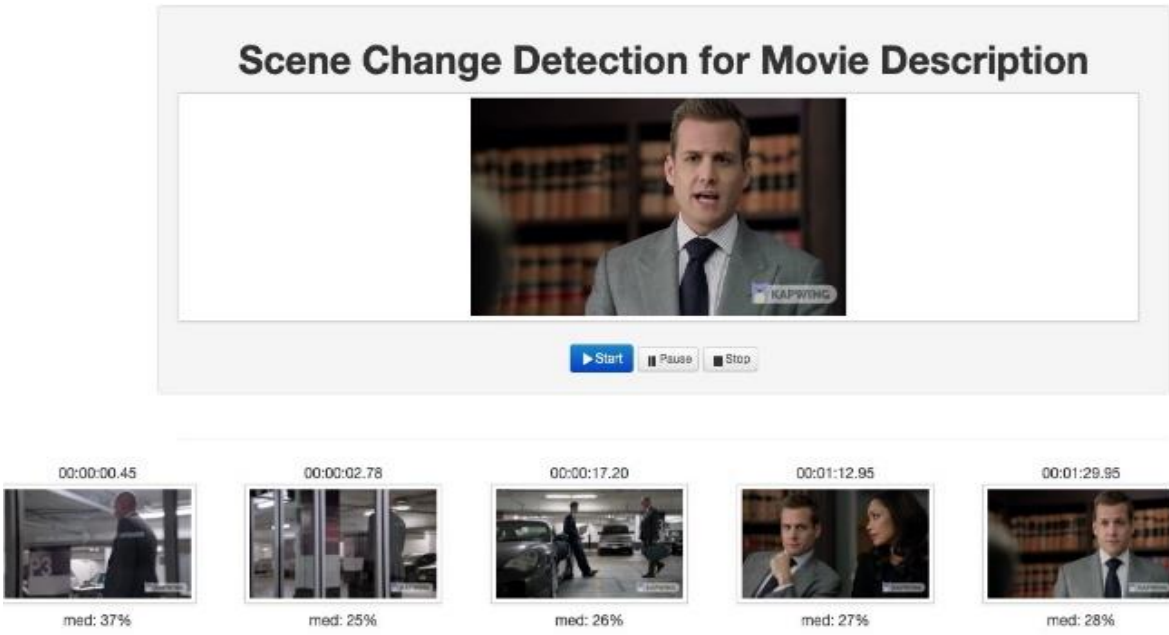 Scene Change Detection for Movie Description
KAPWING
Start Pause Stop
00:00:00.45 00:00:02.78 00:00:17.20 00:01:12.95 00:01:29.95
P3
med: 37% med: 25% med: 26% med: 27% med: 28%